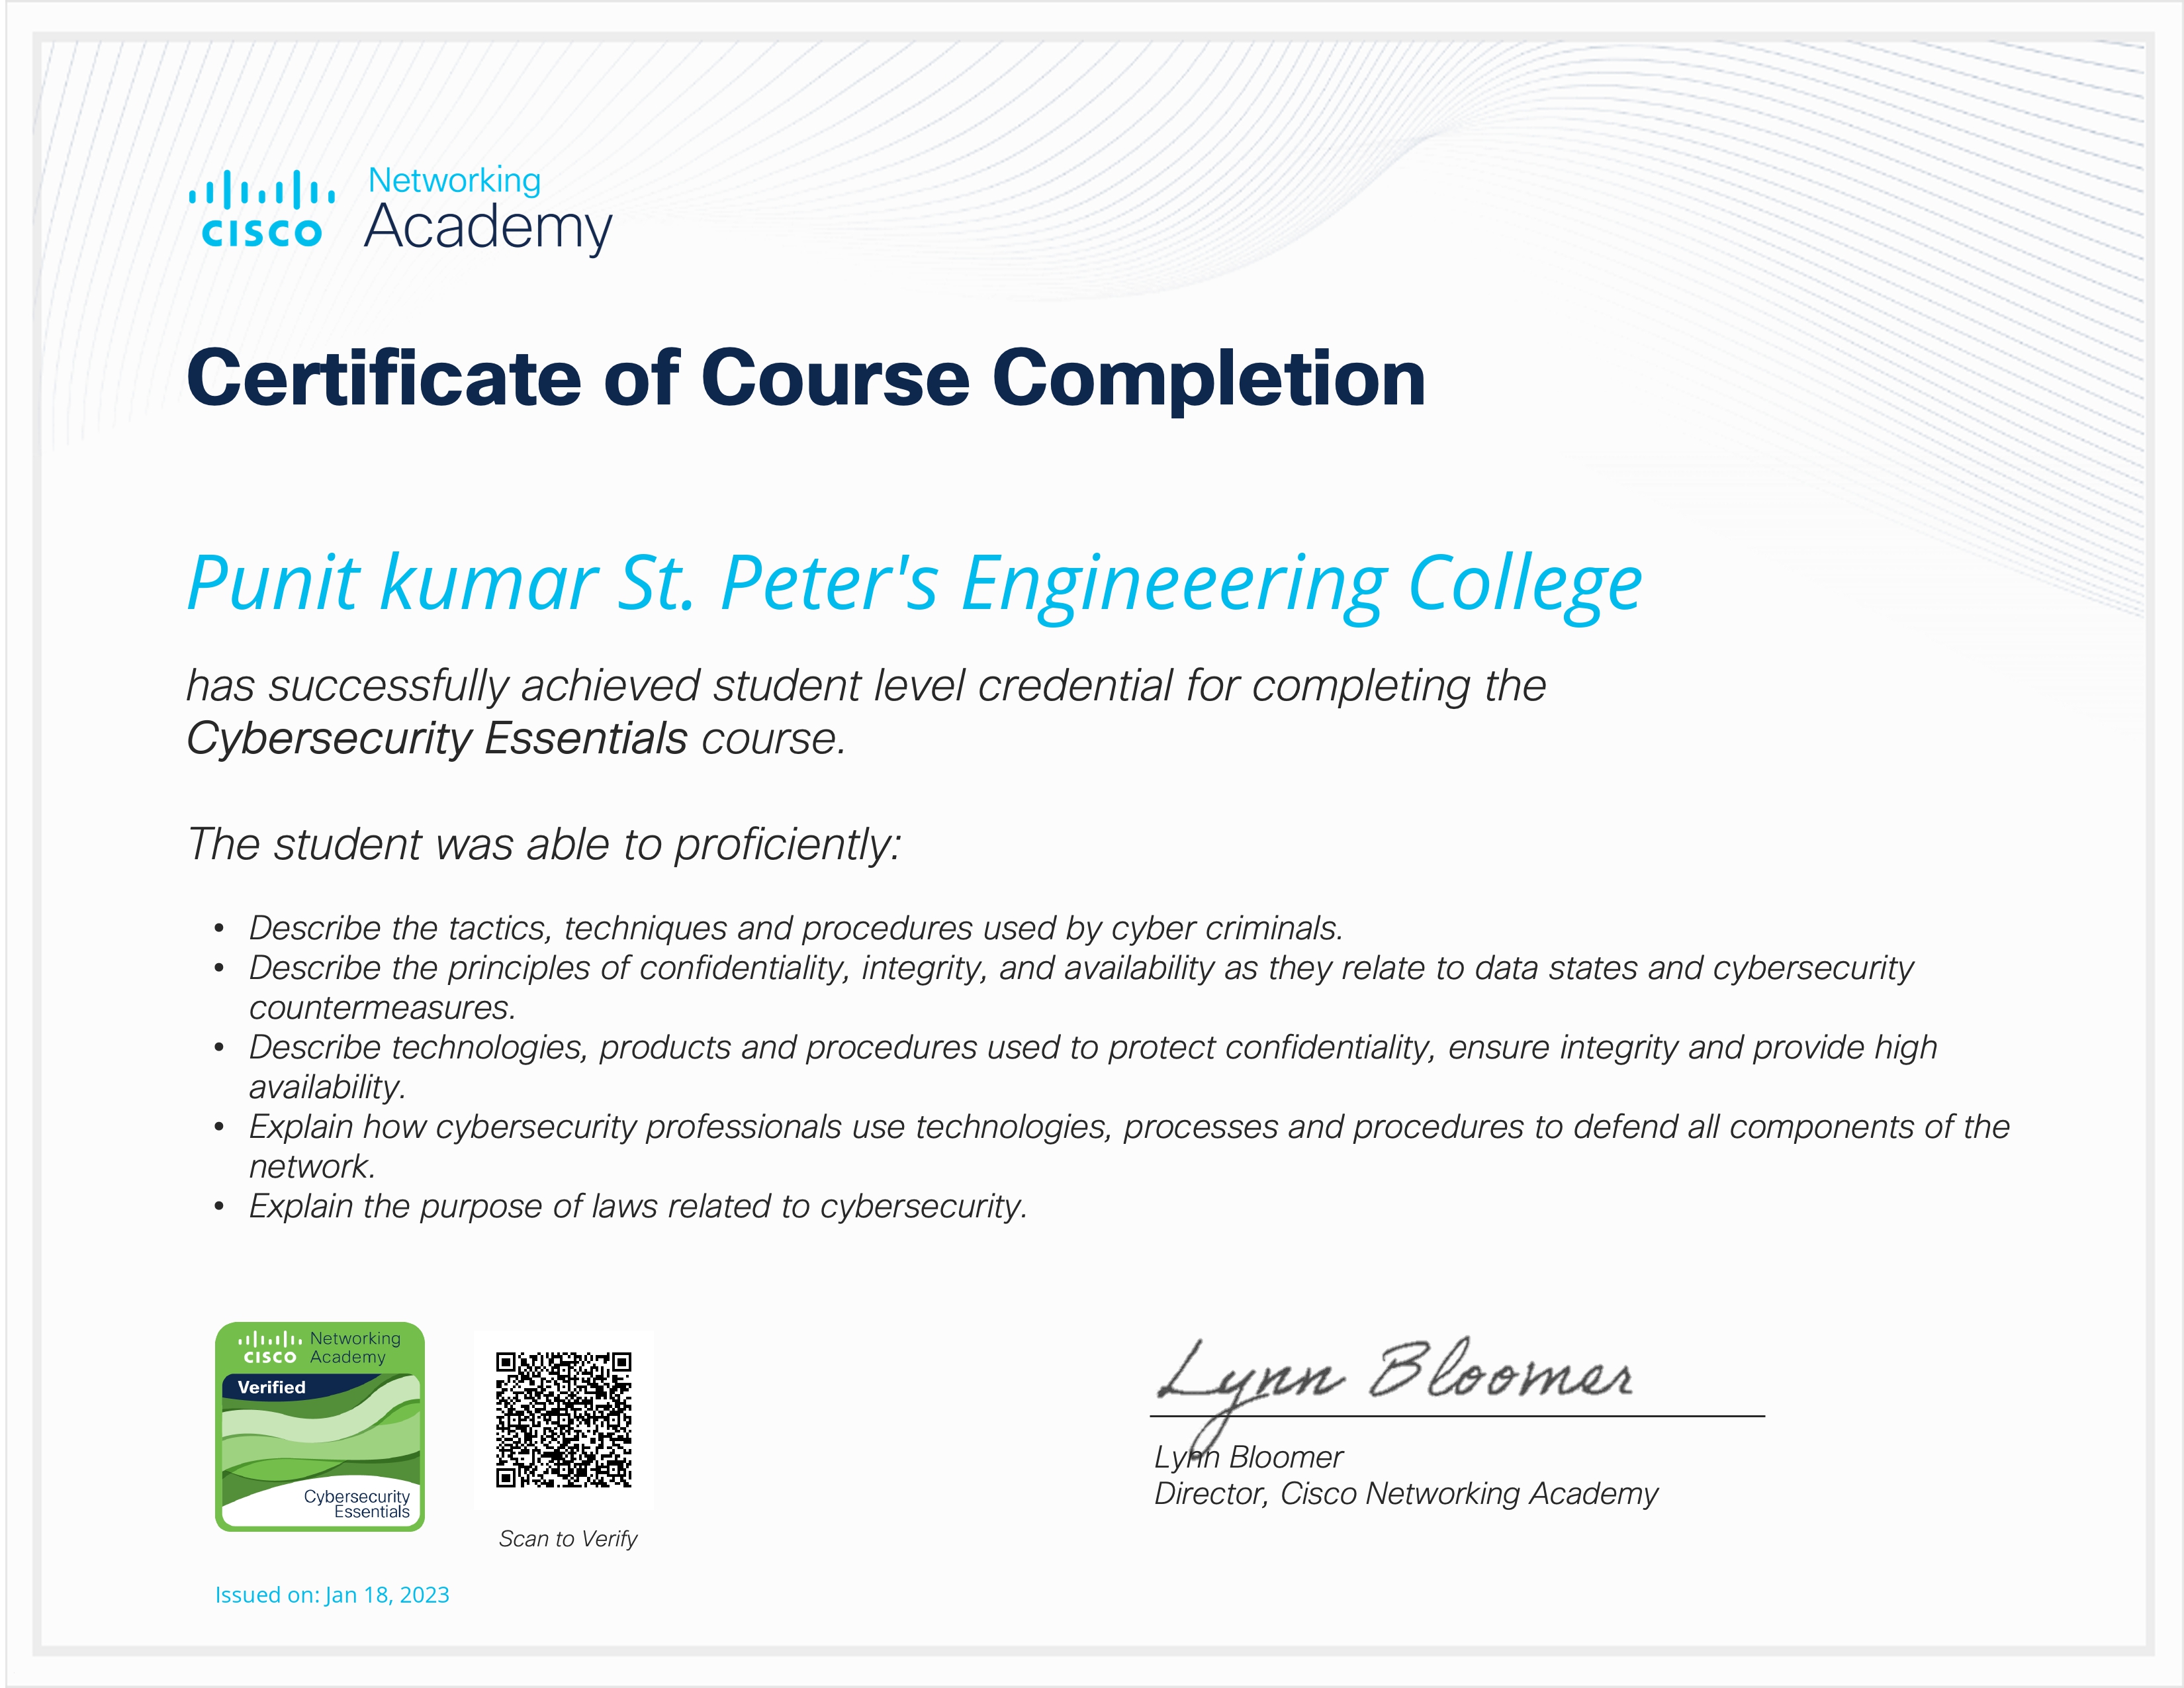 Networking
CISCO Academy
Certificate of Course Completion
Punit kumar St. Peter's Engineeering College
has successfully achieved student level credential for completing the
Cybersecurity Essentials course.
The student was able to proficiently:
• Describe the tactics, techniques and procedures used by cyber criminals.
• Describe the principles of confidentiality, integrity, and availability as they relate to data states and cybersecurity
countermeasures.
• Describe technologies, products and procedures used to protect confidentiality, ensure integrity and provide high
availability.
• Explain how cybersecurity professionals use technologies, processes and procedures to defend all components of the
network.
• Explain the purpose of laws related to cybersecurity.
Networking
CISCO Academy
Verified
Cybersecurity
Essentials
Scan to Verify
Lynn Bloomer
Lynn Bloomer
Director, Cisco Networking Academy
Issued on: Jan 18, 2023